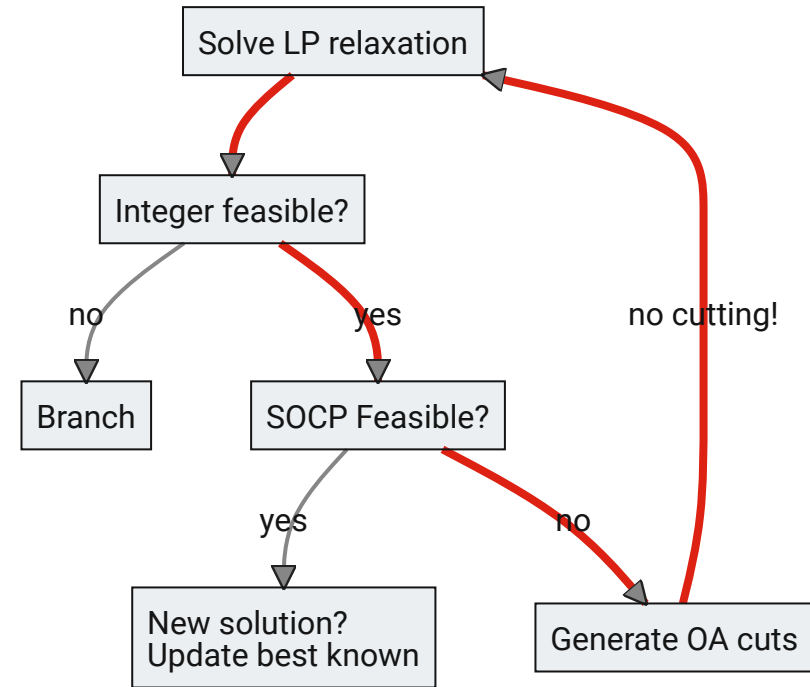 Solve LP relaxation
Integer feasible?
no
yes
no cutting!
Branch
SOCP Feasible?
yes
no
New solution?
Update best known
Generate OA cuts